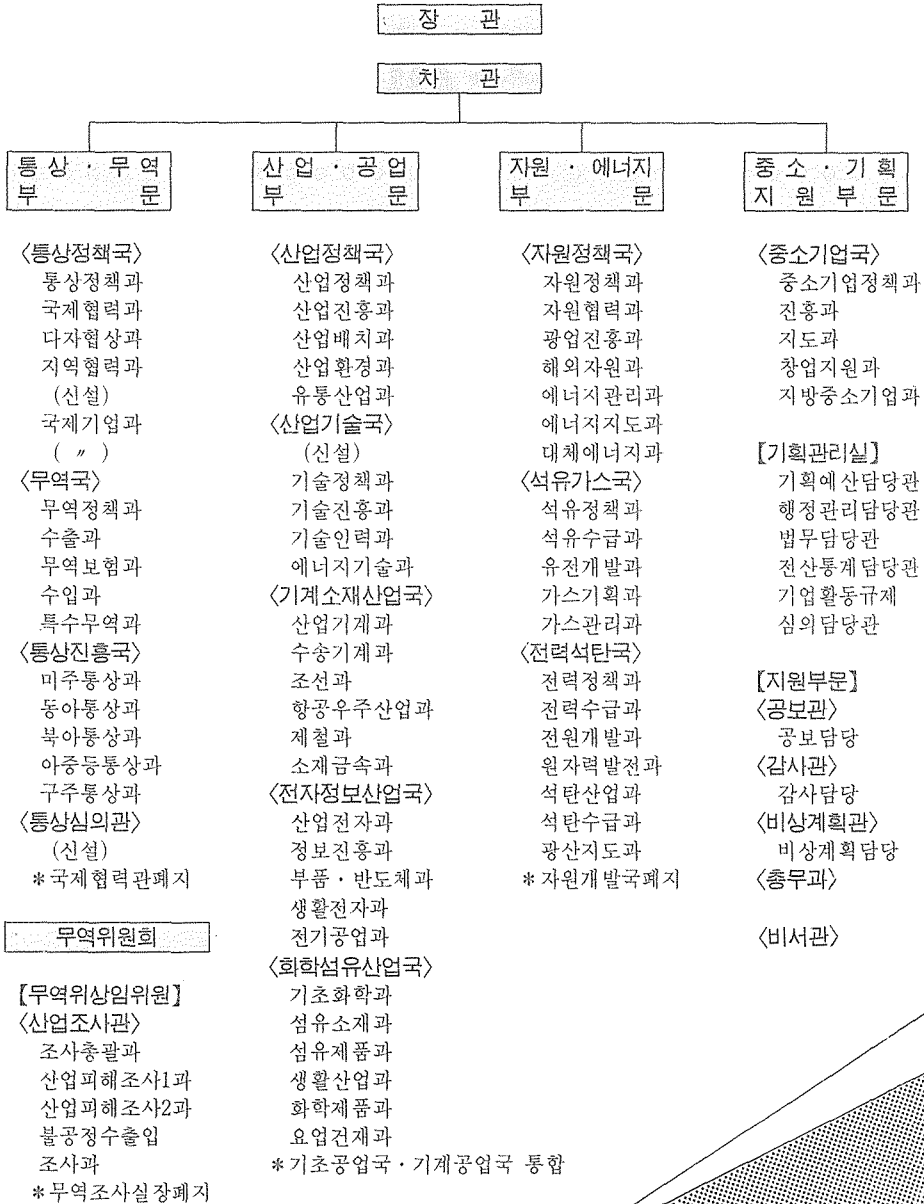 장 관
차 관
통 상 · 무 역
부 문
〈통상정책국〉
통상정책과
국제협력과
다자협상과
지역협력과
(신설)
국제기업과
( 〃 )
〈무역국〉
무역정책과
수출과
무역보험과
수입과
특수무역과
〈통상진흥국〉
미주통상과
동아통상과
북아통상과
아중등통상과
구주통상과
〈통상심의관〉
(신설)
*국제협력관폐지
무역위원회
【무역위상임위원】
〈산업조사관〉
조사총괄과
산업피해조사1과
산업피해조사2과
불공정수출입
조사과
*무역조사실장폐지
산 업 · 공 업
부 문
〈산업정책국〉
산업정책과
산업진흥과
산업배치과
산업환경과
유통산업과
〈산업기술국〉
(신설)
기술정책과
기술진흥과
기술인력과
에너지기술과
〈기계소재산업국〉
산업기계과
수송기계과
조선과
항공우주산업과
제철과
소재금속과
〈전자정보산업국〉
산업전자과
정보진흥과
부품 · 반도체과
생활전자과
전기공업과
〈화학섬유산업국〉
기초화학과
섬유소재과
섬유제품과
생활산업과
화학제품과
요업건재과
*기초공업국 · 기계공업국 통합
자원 · 에너지
부 문
〈자원정책국〉
자원정책과
자원협력과
광업진흥과
해외자원과
에너지관리과
에너지지도과
대체에너지과
〈석유가스국〉
석유정책과
석유수급과
유전개발과
가스기획과
가스관리과
〈전력석탄국〉
전력정책과
전력수급과
전원개발과
원자력발전과
석탄산업과
석탄수급과
광산지도과
*자원개발국폐지
중 소 · 기 획
지 원 부 문
〈중소기업국〉
중소기업정책과
진흥과
지도과
창업지원과
지방중소기업과
【기획관리실】
기획예산담당관
행정관리담당관
법무담당관
전산통계담당관
기업활동규제
심의담당관
【지원부문】
〈공보관〉
공보담당
〈감사관〉
감사담당
〈비상계획관〉
비상계획담당
〈총무과〉
〈비서관〉